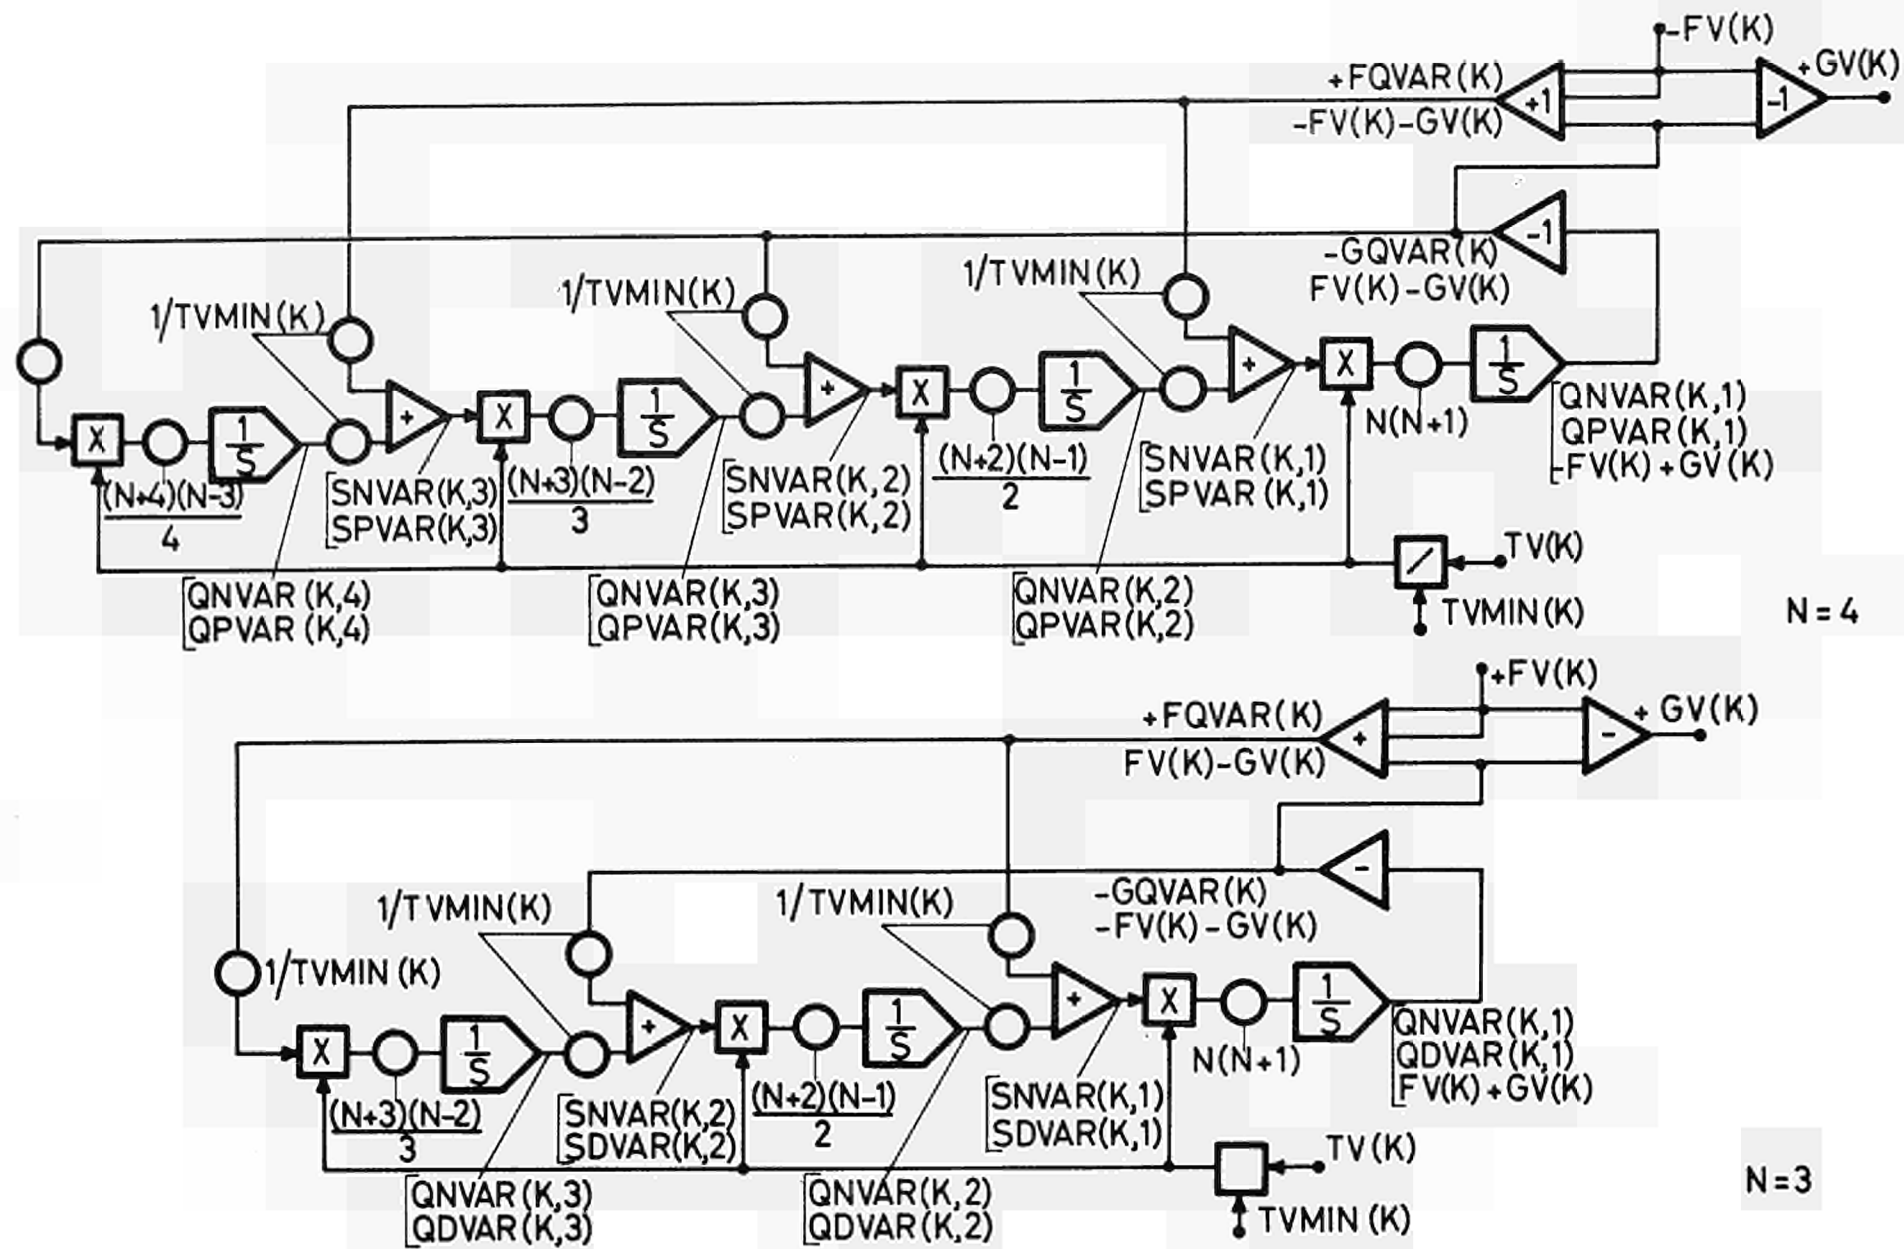 -FV(K)
+GV(K)
+FQVAR(K)
+1
-1
-FV(K)-GV(K)
-1
-GQVAR(K)
FV(K)-GV(K)
1/TVMIN(K)
1/TVMIN(K)
1/TVMIN(K)
X
1/S
+
X
1/S
+
X
1/S
+
X
1/S
(N+4)(N-3)
4
SNVAR(K,3)
SPVAR(K,3)
(N+3)(N-2)
3
SNVAR(K,2)
SPVAR(K,2)
(N+2)(N-1)
2
SNVAR(K,1)
SPVAR(K,1)
N(N+1)
QNVAR(K,1)
QPVAR(K,1)
-FV(K)+GV(K)
QNVAR(K,4)
QPVAR(K,4)
QNVAR(K,3)
QPVAR(K,3)
QNVAR(K,2)
QPVAR(K,2)
/
TV(K)
TVMIN(K)
N=4
+FV(K)
+GV(K)
+FQVAR(K)
+
-
FV(K)-GV(K)
-
-GQVAR(K)
-FV(K)-GV(K)
1/TVMIN(K)
1/TVMIN(K)
1/TVMIN(K)
X
1/S
+
X
1/S
+
X
1/S
(N+3)(N-2)
3
SNVAR(K,2)
SDVAR(K,2)
(N+2)(N-1)
2
SNVAR(K,1)
SDVAR(K,1)
N(N+1)
QNVAR(K,1)
QDVAR(K,1)
FV(K)+GV(K)
QNVAR(K,3)
QDVAR(K,3)
QNVAR(K,2)
QDVAR(K,2)
TV(K)
TVMIN(K)
N=3